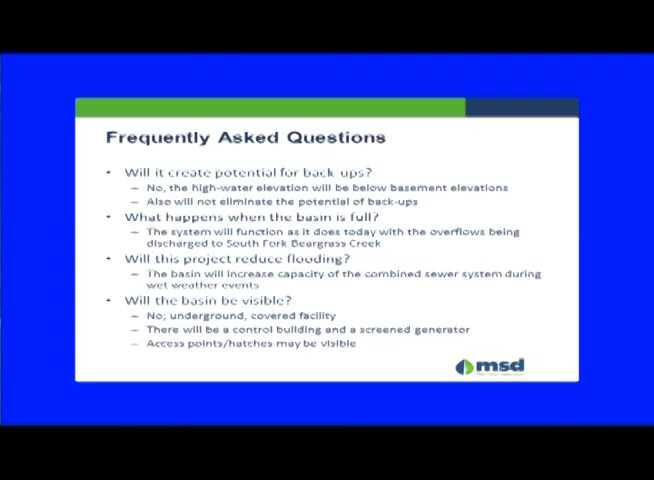 Frequently Asked Questions
• Will it create potential for back-ups?
– No, the high-water elevation will be below basement elevations
– Also will not eliminate the potential of back-ups
• What happens when the basin is full?
– The system will function as it does today with the overflows being
discharged to South Fork Beargrass Creek
• Will this project reduce flooding?
– The basin will increase capacity of the combined sewer system during
wet weather events
• Will the basin be visible?
– No; underground, covered facility
– There will be a control building and a screened generator
– Access points/hatches may be visible
msd